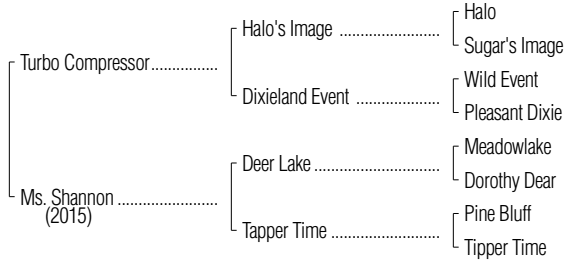 Halo
Halo's Image ....................
Sugar's Image
Turbo Compressor................
Wild Event
Dixieland Event .................
Pleasant Dixie
Meadowlake
Deer Lake .........................
Dorothy Dear
Ms. Shannon ....................
(2015)
Pine Bluff
Tapper Time ......................
Tipper Time